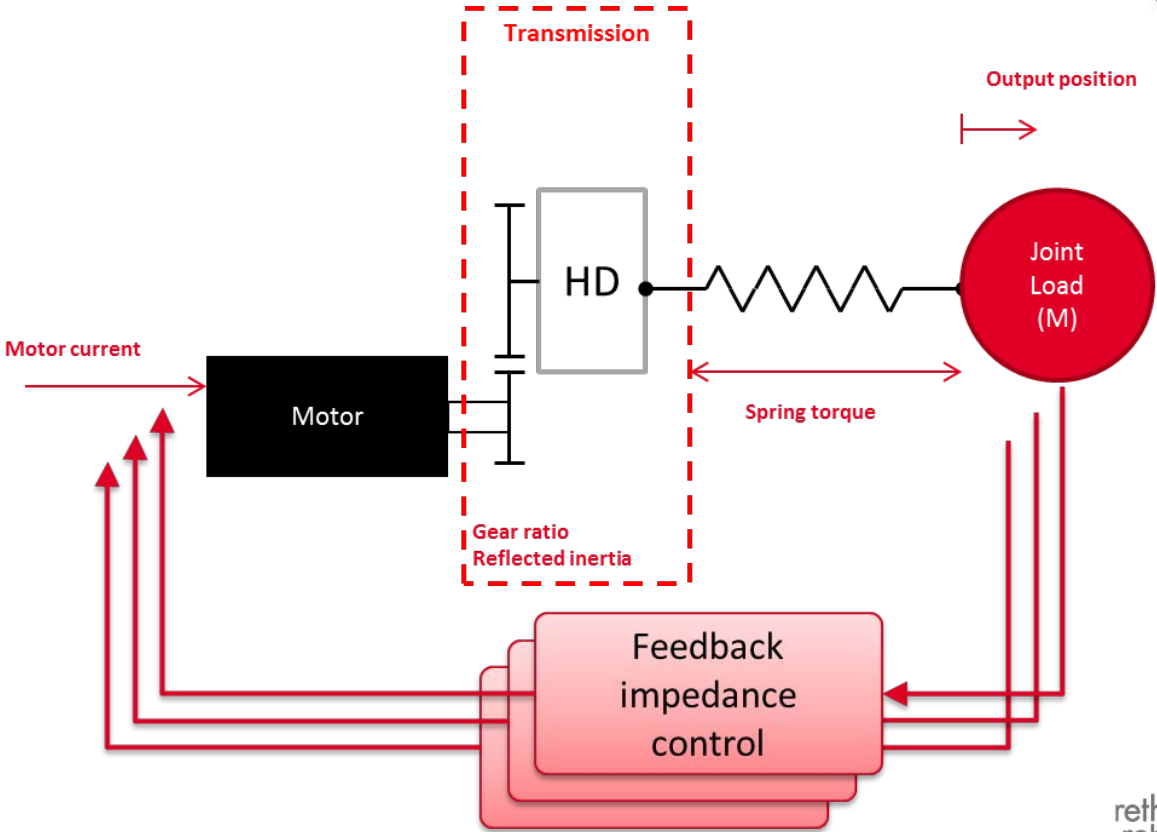 Transmission
Output position
HD
Joint
Load
(M)
Motor current
Motor
Spring torque
Gear ratio
Reflected inertia
Feedback
impedance
control